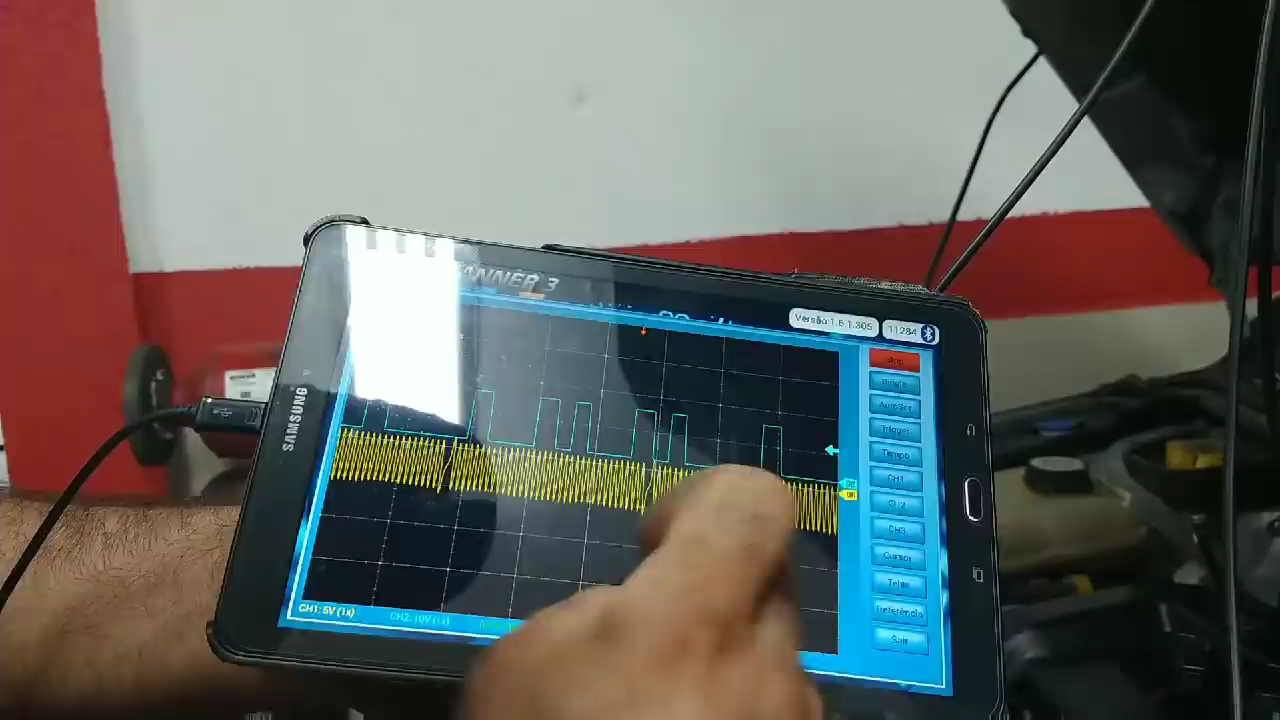 ANNER 3
Versão 1.6.1.305
11284
SAMSUNG
Stop
Single
AutoSet
Trigger
Tempo
CH1
CH2
CH3
Cursor
Telas
Referência
Sair
CH1: 5V (1x)
CH2: 10V (1x)